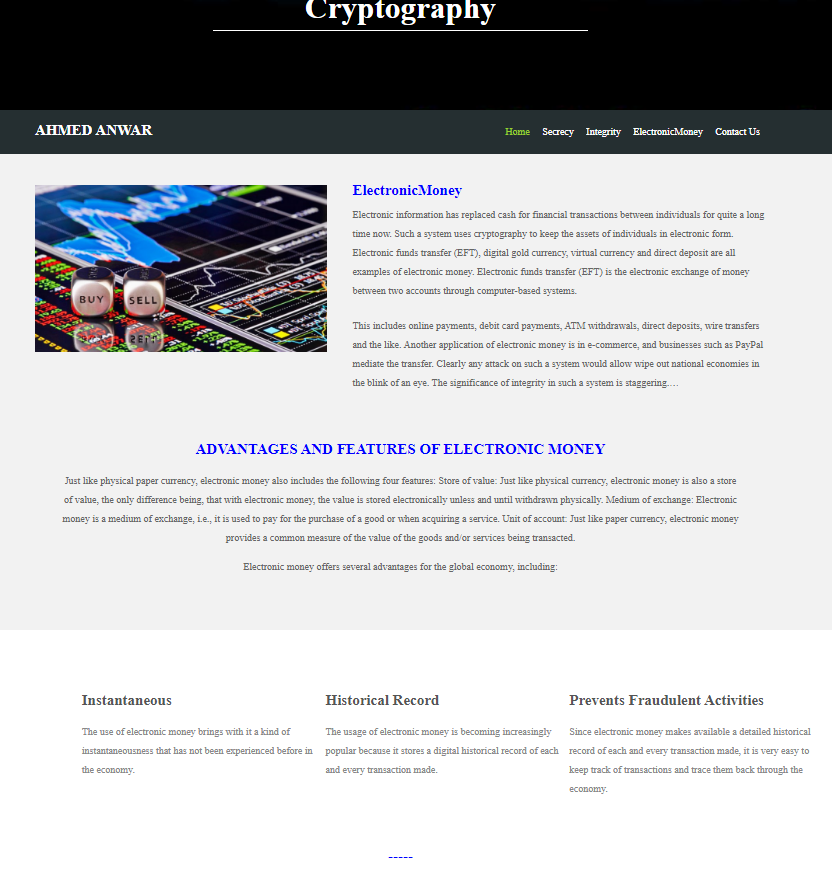 Cryptography
AHMED ANWAR
Home Secrecy Integrity ElectronicMoney Contact Us
BUY SELL
ElectronicMoney
Electronic information has replaced cash for financial transactions between individuals for quite a long
time now. Such a system uses cryptography to keep the assets of individuals in electronic form.
Electronic funds transfer (EFT), digital gold currency, virtual currency and direct deposit are all
examples of electronic money. Electronic funds transfer (EFT) is the electronic exchange of money
between two accounts through computer-based systems.
This includes online payments, debit card payments, ATM withdrawals, direct deposits, wire transfers
and the like. Another application of electronic money is in e-commerce, and businesses such as PayPal
mediate the transfer. Clearly any attack on such a system would allow wipe out national economies in
the blink of an eye. The significance of integrity in such a system is staggering.…
ADVANTAGES AND FEATURES OF ELECTRONIC MONEY
Just like physical paper currency, electronic money also includes the following four features: Store of value: Just like physical currency, electronic money is also a store
of value, the only difference being, that with electronic money, the value is stored electronically unless and until withdrawn physically. Medium of exchange: Electronic
money is a medium of exchange, i.e., it is used to pay for the purchase of a good or when acquiring a service. Unit of account: Just like paper currency, electronic money
provides a common measure of the value of the goods and/or services being transacted.
Electronic money offers several advantages for the global economy, including:
Instantaneous
The use of electronic money brings with it a kind of
instantaneousness that has not been experienced before in
the economy.
Historical Record
The usage of electronic money is becoming increasingly
popular because it stores a digital historical record of each
and every transaction made.
Prevents Fraudulent Activities
Since electronic money makes available a detailed historical
record of each and every transaction made, it is very easy to
keep track of transactions and trace them back through the
economy.
-----